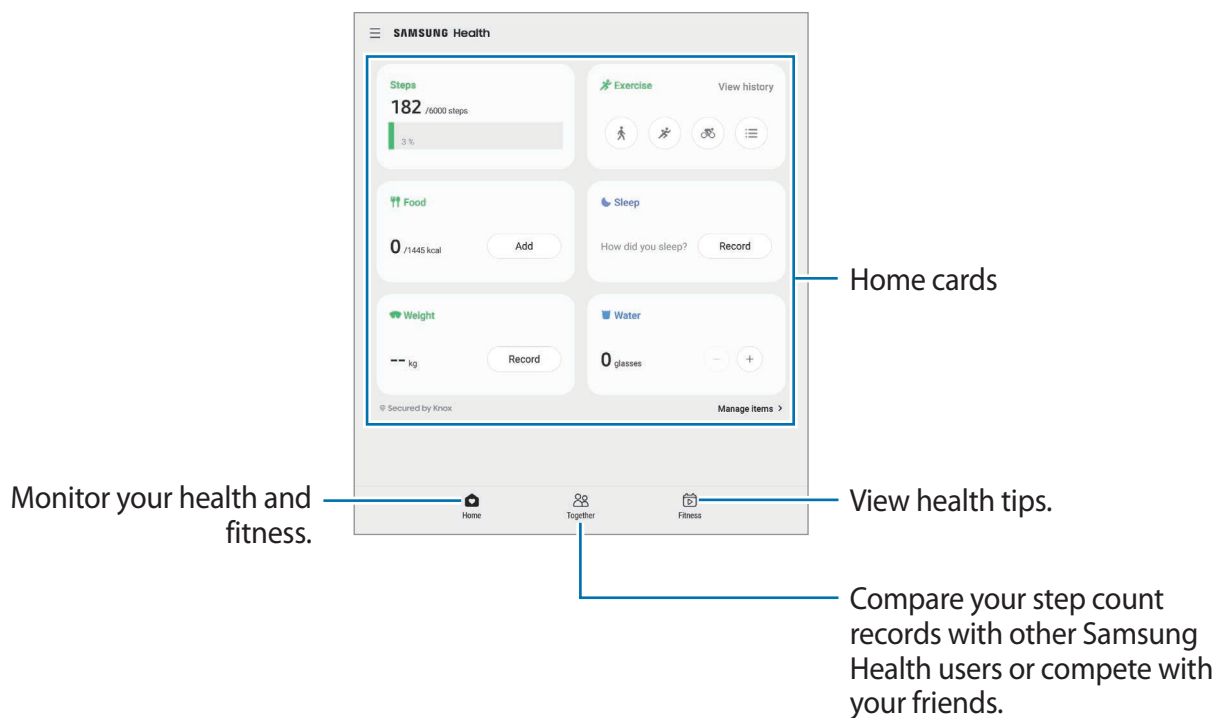 SAMSUNG Health
Steps
182 /6000 steps
3 %
Exercise
View history
Food
0 /1445 kcal
Add
Sleep
How did you sleep?
Record
Weight
-- kg
Record
Water
0 glasses
Secured by Knox
Manage items
Home cards
Home
Together
Fitness
Monitor your health and
fitness.
View health tips.
Compare your step count
records with other Samsung
Health users or compete with
your friends.